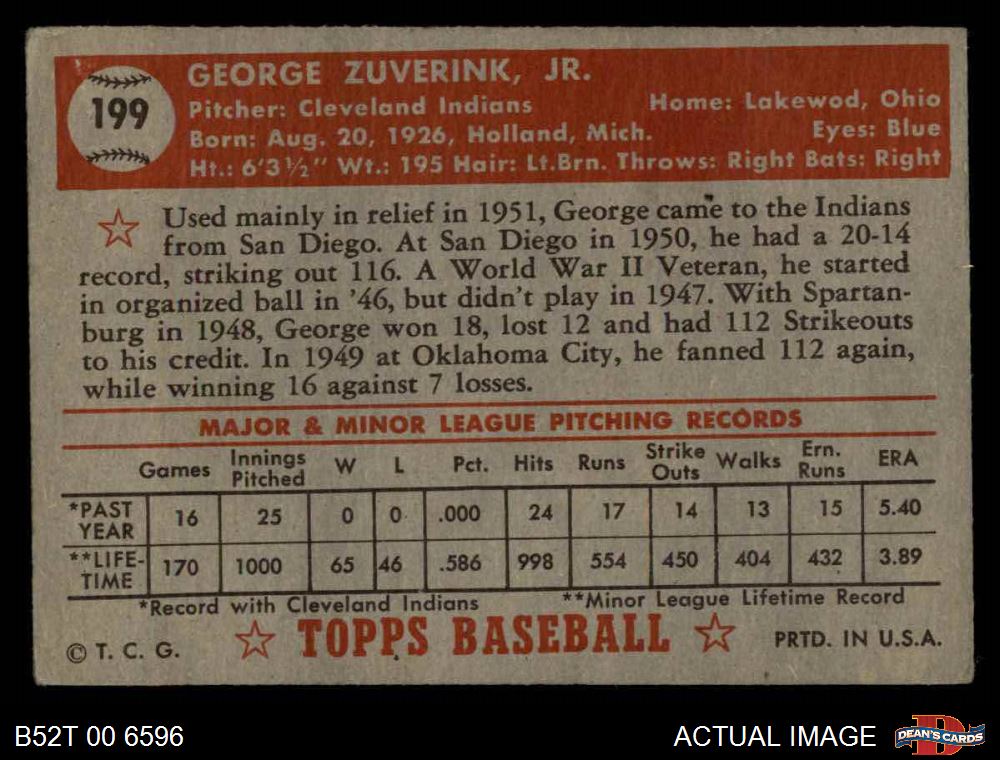 199
GEORGE ZUVERINK, JR.
Pitcher: Cleveland Indians Home: Lakewod, Ohio
Born: Aug. 20, 1926, Holland, Mich. Eyes: Blue
Ht.: 6'3½" Wt.: 195 Hair: Lt.Brn. Throws: Right Bats: Right
Used mainly in relief in 1951, George came to the Indians
from San Diego. At San Diego in 1950, he had a 20-14
record, striking out 116. A World War II Veteran, he started
in organized ball in '46, but didn't play in 1947. With Spartan-
burg in 1948, George won 18, lost 12 and had 112 Strikeouts
to his credit. In 1949 at Oklahoma City, he fanned 112 again,
while winning 16 against 7 losses.
MAJOR & MINOR LEAGUE PITCHING RECORDS
Games Innings Pitched W L Pct. Hits Runs Strike Outs Walks Ern. Runs ERA
*PAST YEAR 16 25 0 0 .000 24 17 14 13 15 5.40
**LIFE-TIME 170 1000 65 46 .586 998 554 450 404 432 3.89
*Record with Cleveland Indians **Minor League Lifetime Record
© T. C. G. TOPPS BASEBALL PRTD. IN U.S.A.
B52T 00 6596 ACTUAL IMAGE DEAN'S CARDS